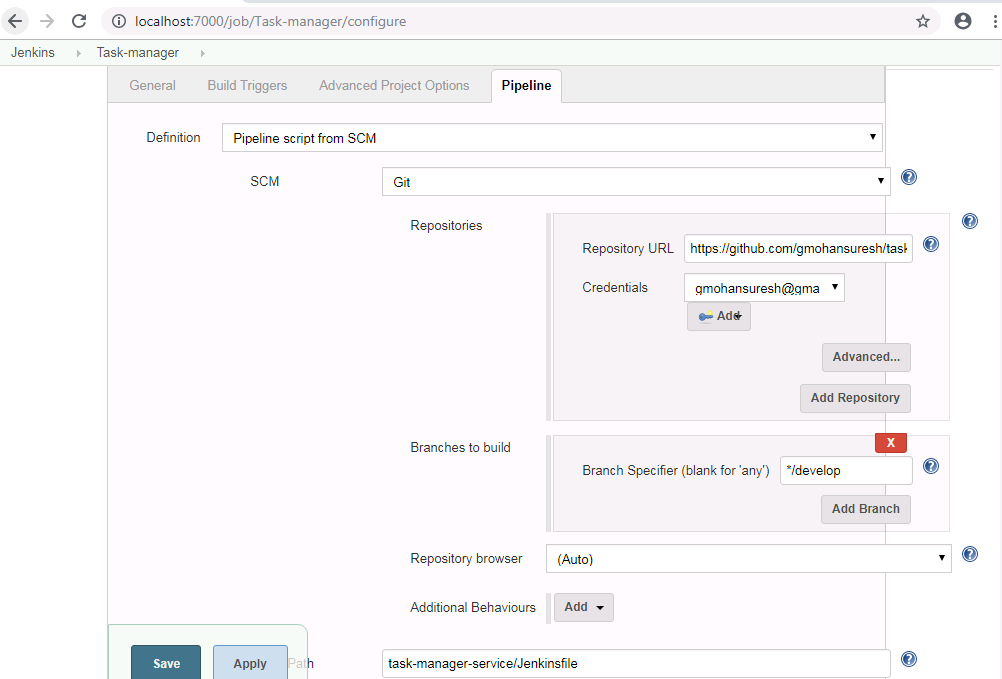 localhost:7000/job/Task-manager/configure
Jenkins Task-manager
General Build Triggers Advanced Project Options Pipeline
Definition Pipeline script from SCM
SCM Git
Repositories
Repository URL https://github.com/gmohansuresh/task
Credentials gmohansuresh@gma
Add
Advanced...
Add Repository
X
Branches to build
Branch Specifier (blank for 'any') */develop
Add Branch
Repository browser (Auto)
Additional Behaviours Add
Save Apply Path task-manager-service/Jenkinsfile